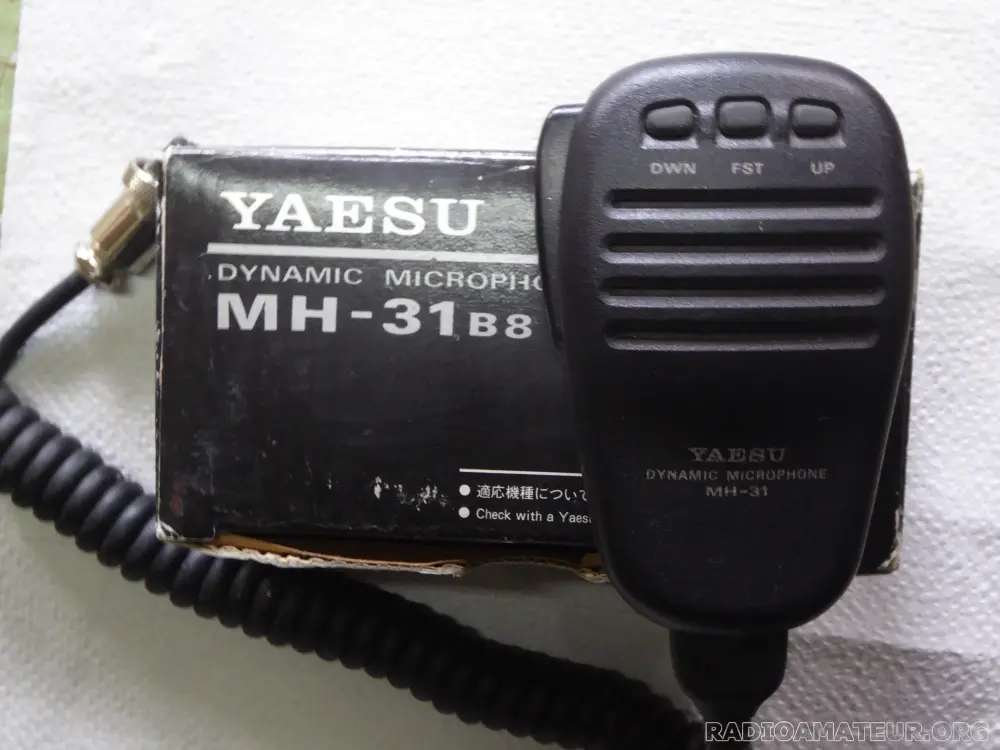 YAESU
DYNAMIC MICROPHO
MH-31B8
● 適応機種について
● Check with a Yaes
DWN FST UP
YAESU
DYNAMIC MICROPHONE
MH-31
RADIOAMATEUR.ORG